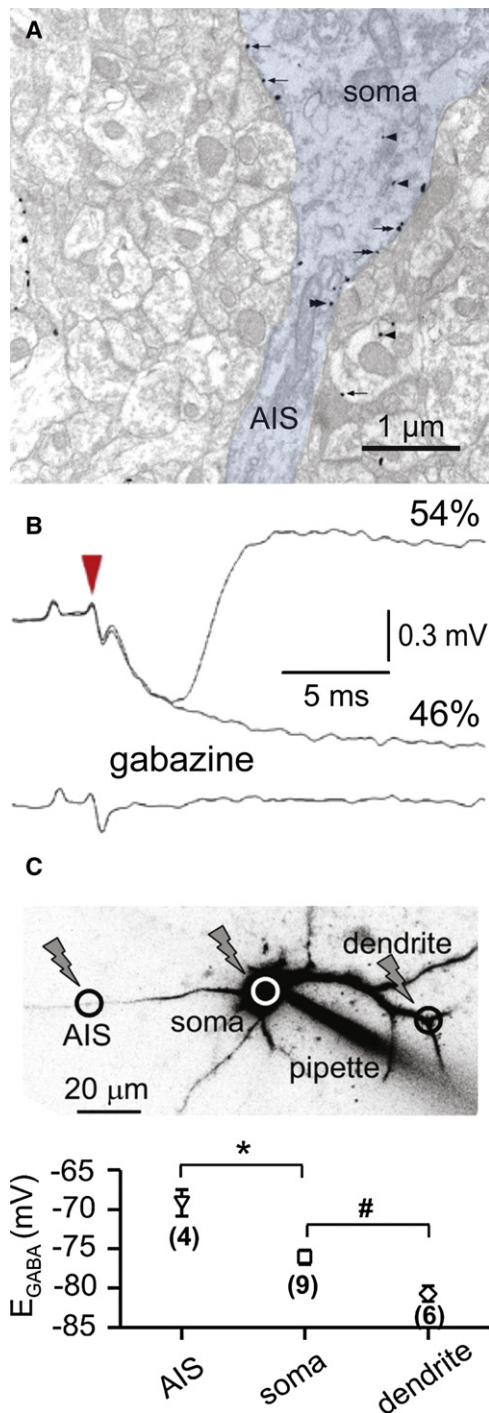 A
soma
AIS
1 µm
B
54%
0.3 mV
5 ms
46%
gabazine
C
dendrite
AIS
soma
pipette
20 µm
E_GABA (mV)
-65
-70
-75
-80
-85
*
#
(4)
(9)
(6)
AIS
soma
dendrite